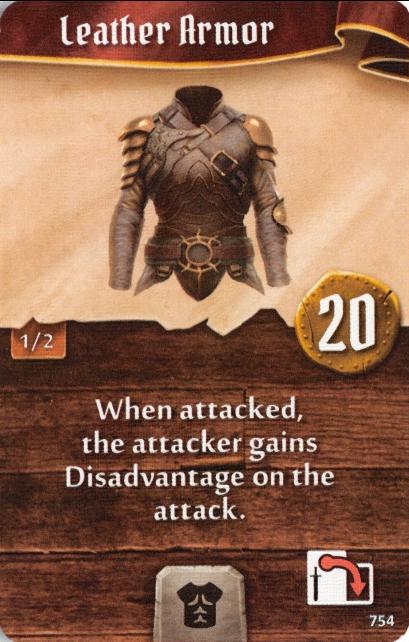 Leather Armor
20
1/2
When attacked,
the attacker gains
Disadvantage on the
attack.
754